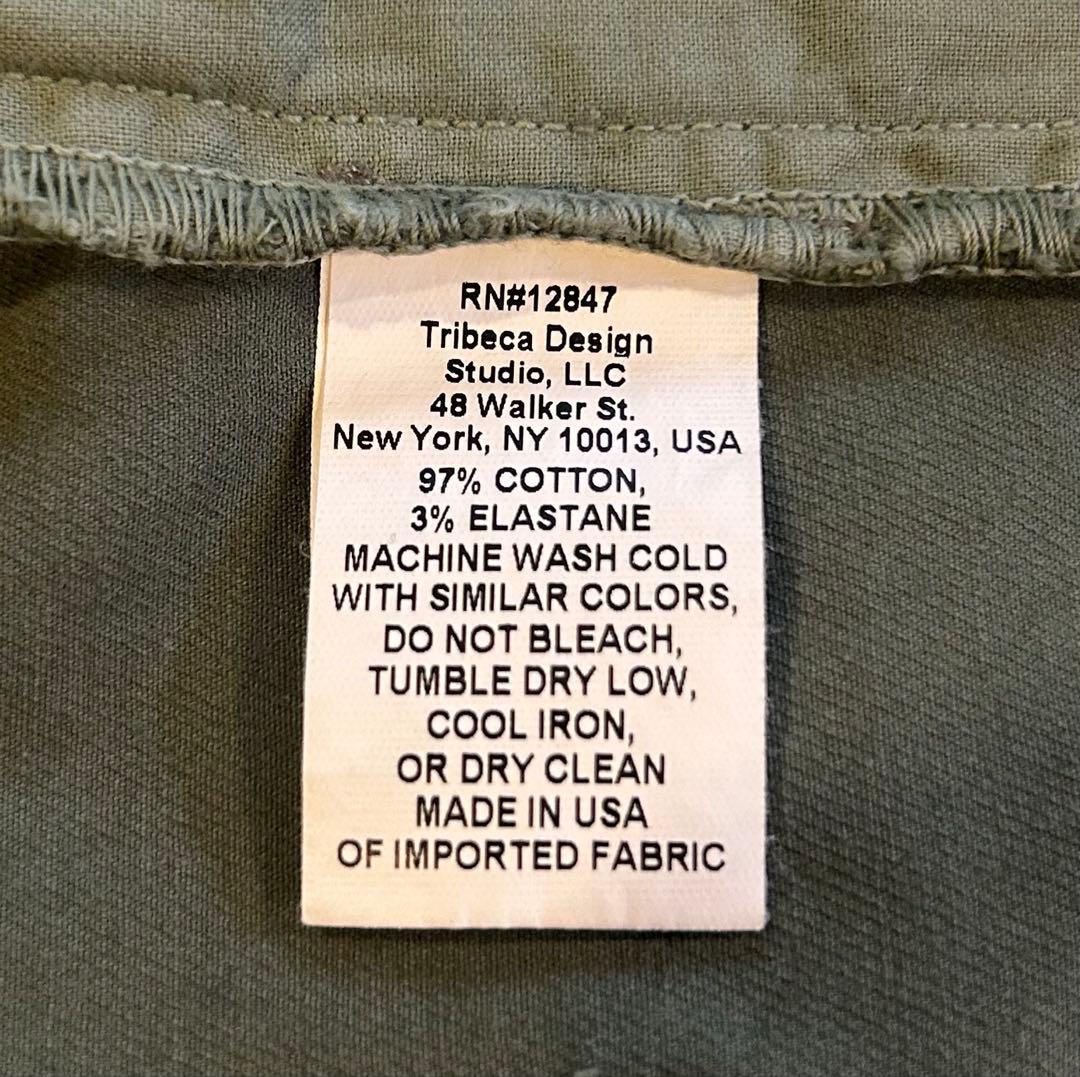 RN#12847
Tribeca Design
Studio, LLC
48 Walker St.
New York, NY 10013, USA
97% COTTON,
3% ELASTANE
MACHINE WASH COLD
WITH SIMILAR COLORS,
DO NOT BLEACH,
TUMBLE DRY LOW,
COOL IRON,
OR DRY CLEAN
MADE IN USA
OF IMPORTED FABRIC